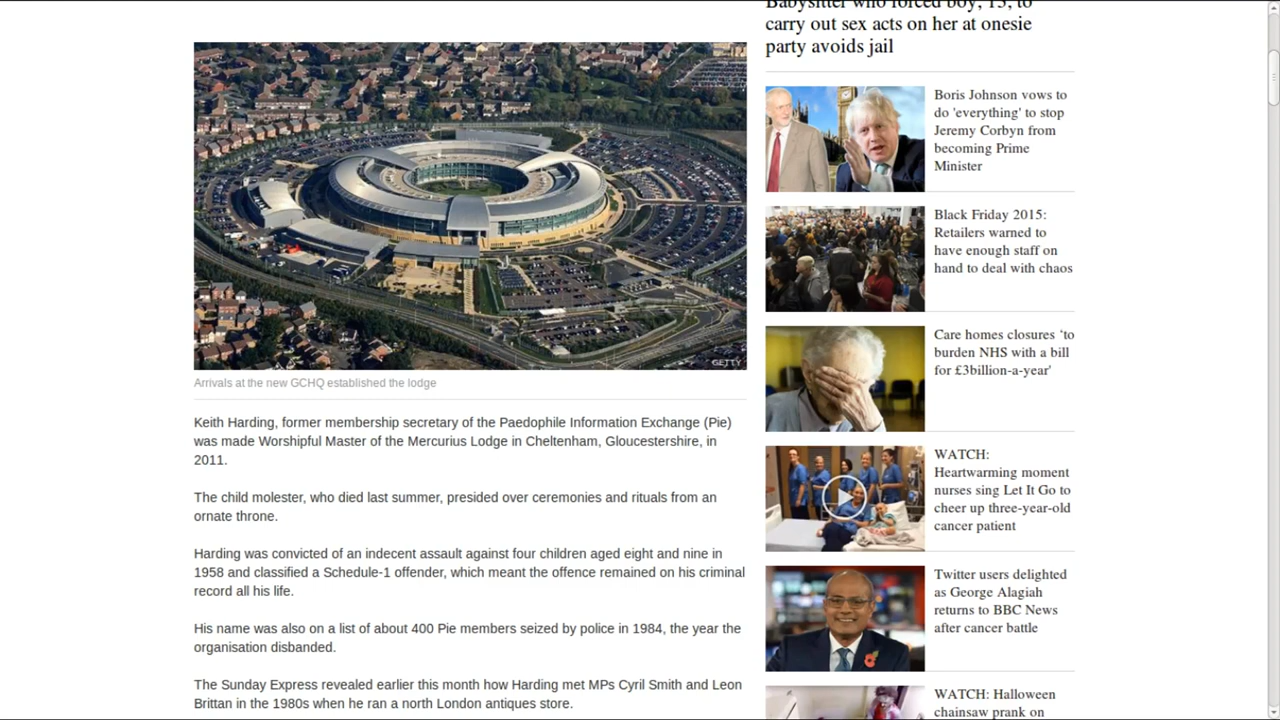 Babysitter who forced boy, 15, to
carry out sex acts on her at onesie
party avoids jail
GETTY
Arrivals at the new GCHQ established the lodge
Keith Harding, former membership secretary of the Paedophile Information Exchange (Pie)
was made Worshipful Master of the Mercurius Lodge in Cheltenham, Gloucestershire, in
2011.
The child molester, who died last summer, presided over ceremonies and rituals from an
ornate throne.
Harding was convicted of an indecent assault against four children aged eight and nine in
1958 and classified a Schedule-1 offender, which meant the offence remained on his criminal
record all his life.
His name was also on a list of about 400 Pie members seized by police in 1984, the year the
organisation disbanded.
The Sunday Express revealed earlier this month how Harding met MPs Cyril Smith and Leon
Brittan in the 1980s when he ran a north London antiques store.
Boris Johnson vows to
do 'everything' to stop
Jeremy Corbyn from
becoming Prime
Minister
Black Friday 2015:
Retailers warned to
have enough staff on
hand to deal with chaos
Care homes closures ‘to
burden NHS with a bill
for £3billion-a-year'
WATCH:
Heartwarming moment
nurses sing Let It Go to
cheer up three-year-old
cancer patient
Twitter users delighted
as George Alagiah
returns to BBC News
after cancer battle
WATCH: Halloween
chainsaw prank on